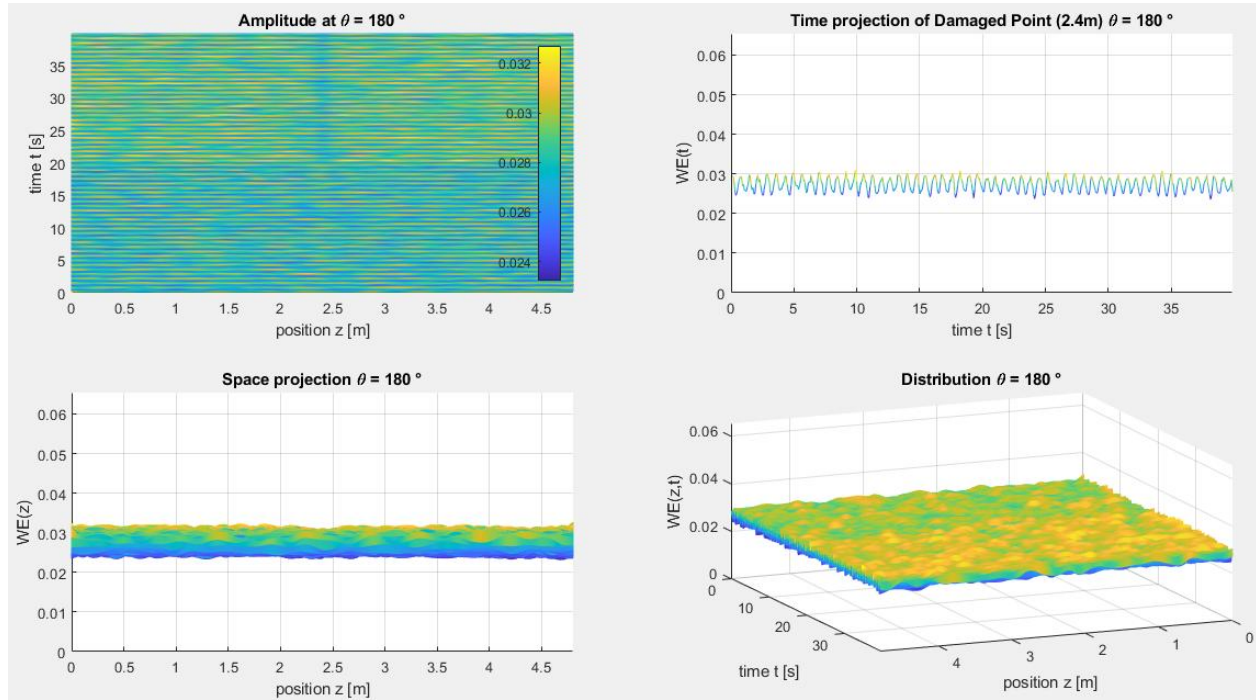 Amplitude at θ = 180 °
time t [s]
35
30
25
20
15
10
5
0
0 0.5 1 1.5 2 2.5 3 3.5 4 4.5
position z [m]
0.032
0.03
0.028
0.026
0.024
Time projection of Damaged Point (2.4m) θ = 180 °
WE(t)
0.06
0.05
0.04
0.03
0.02
0.01
0
0 5 10 15 20 25 30 35
time t [s]
Space projection θ = 180 °
WE(z)
0.06
0.05
0.04
0.03
0.02
0.01
0
0 0.5 1 1.5 2 2.5 3 3.5 4 4.5
position z [m]
Distribution θ = 180 °
WE(z,t)
0.06
0.04
0.02
0
0
10
20
30
time t [s]
4 3 2 1 0
position z [m]